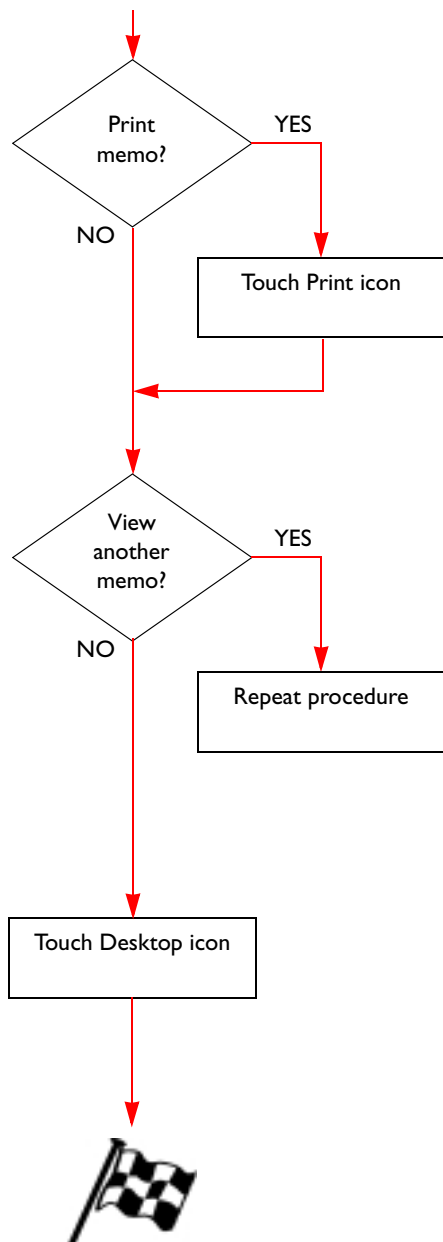 Print
memo?
YES
NO
Touch Print icon
View
another
memo?
YES
NO
Repeat procedure
Touch Desktop icon